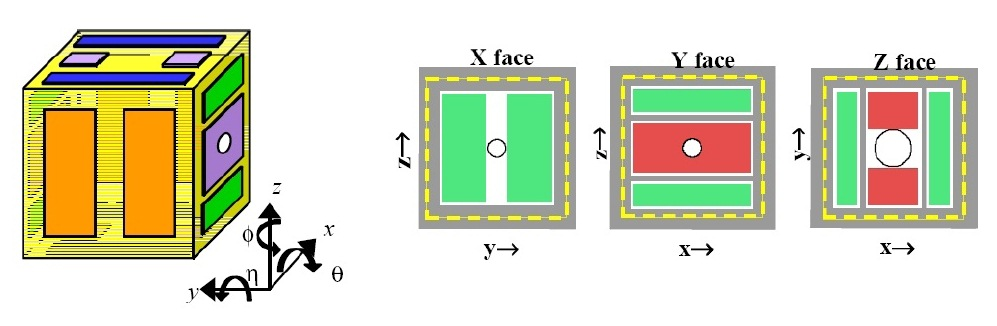 X face
Y face
Z face
z→
z→
y→
y→
x→
x→
z
x
ϕ
η
θ
y